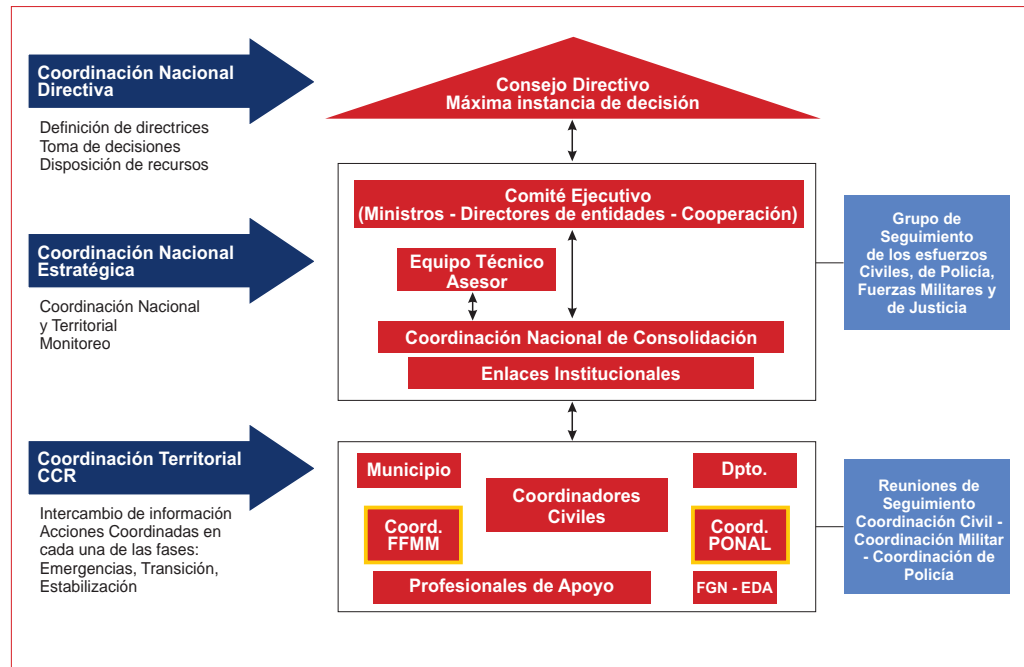 Coordinación Nacional
Directiva
Definición de directrices
Toma de decisiones
Disposición de recursos
Consejo Directivo
Máxima instancia de decisión
Coordinación Nacional
Estratégica
Coordinación Nacional
y Territorial
Monitoreo
Comité Ejecutivo
(Ministros - Directores de entidades - Cooperación)
Equipo Técnico
Asesor
Coordinación Nacional de Consolidación
Enlaces Institucionales
Grupo de
Seguimiento
de los esfuerzos
Civiles, de Policía,
Fuerzas Militares y
de Justicia
Coordinación Territorial
CCR
Intercambio de información
Acciones Coordinadas en
cada una de las fases:
Emergencias, Transición,
Estabilización
Municipio
Dpto.
Coordinadores
Civiles
Coord.
FFMM
Coord.
PONAL
Profesionales de Apoyo
FGN - EDA
Reuniones de
Seguimiento
Coordinación Civil -
Coordinación Militar
- Coordinación de
Policía